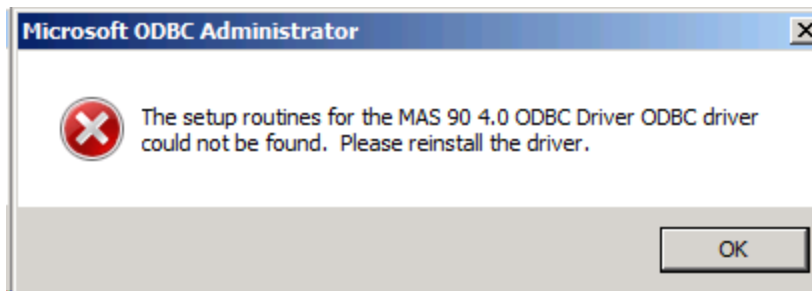 Microsoft ODBC Administrator
The setup routines for the MAS 90 4.0 ODBC Driver ODBC driver
could not be found.  Please reinstall the driver.
OK